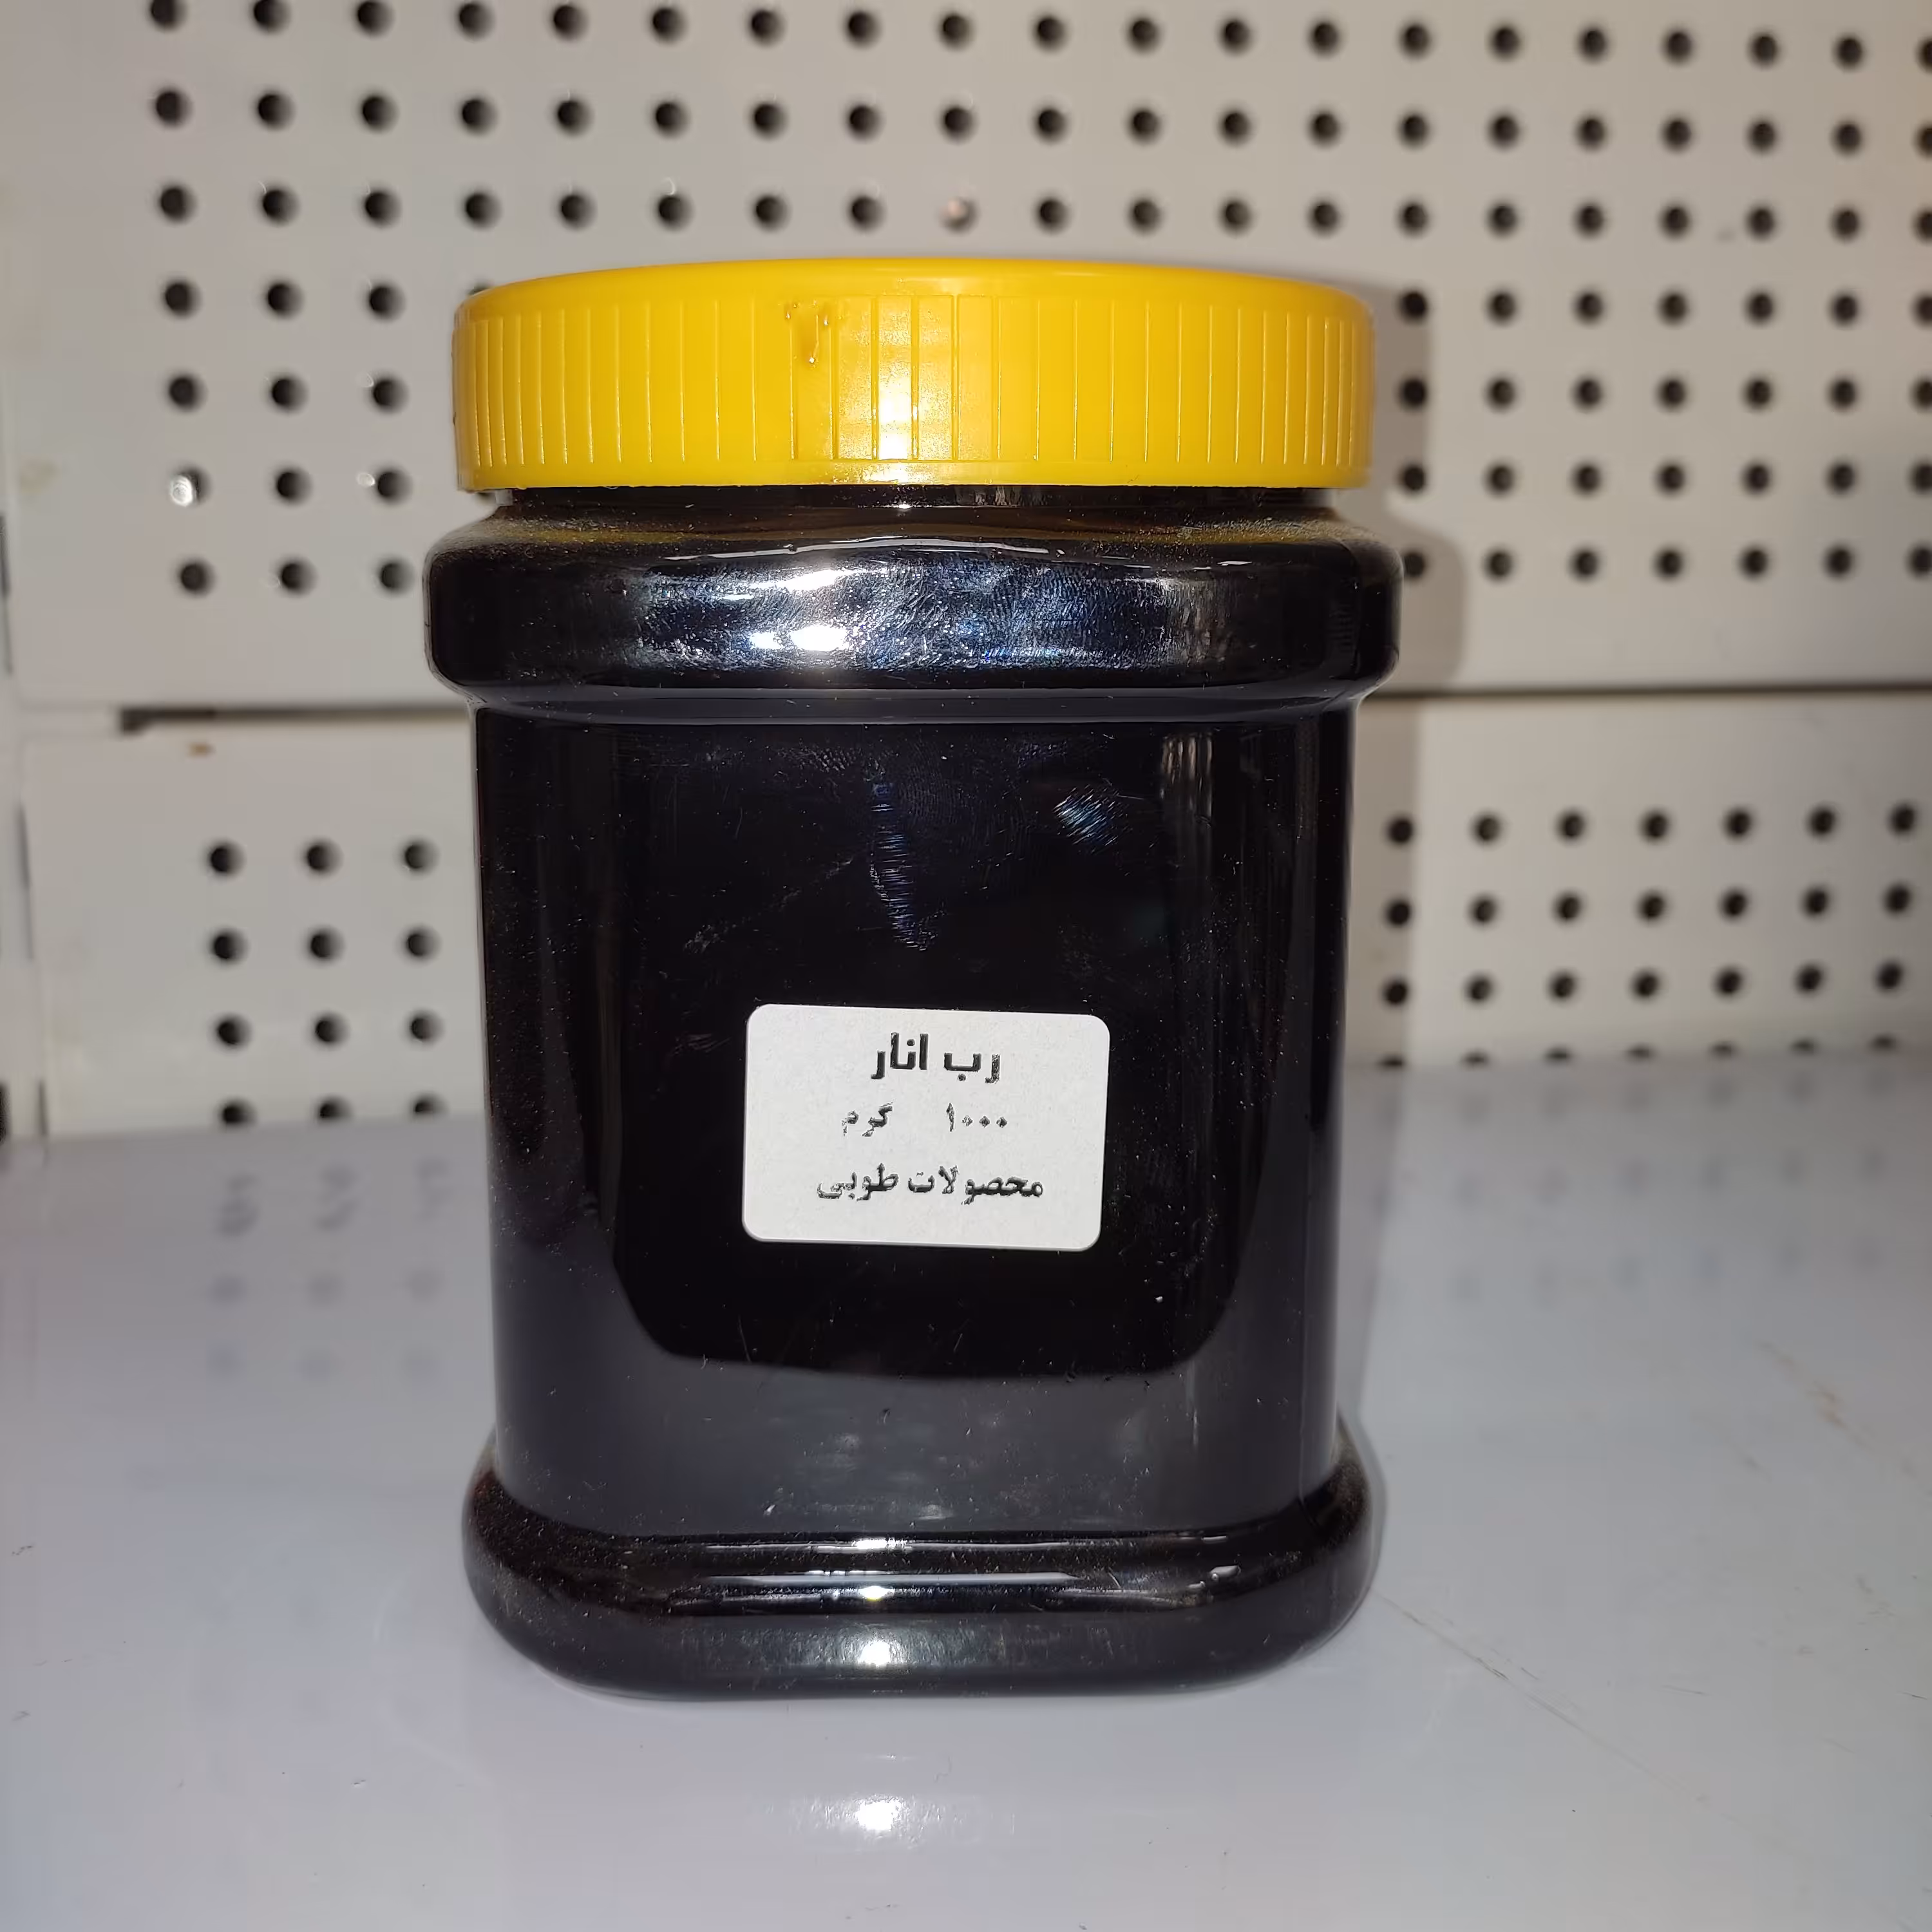 رب انار
۱۰۰۰ گرم
محصولات طوبی